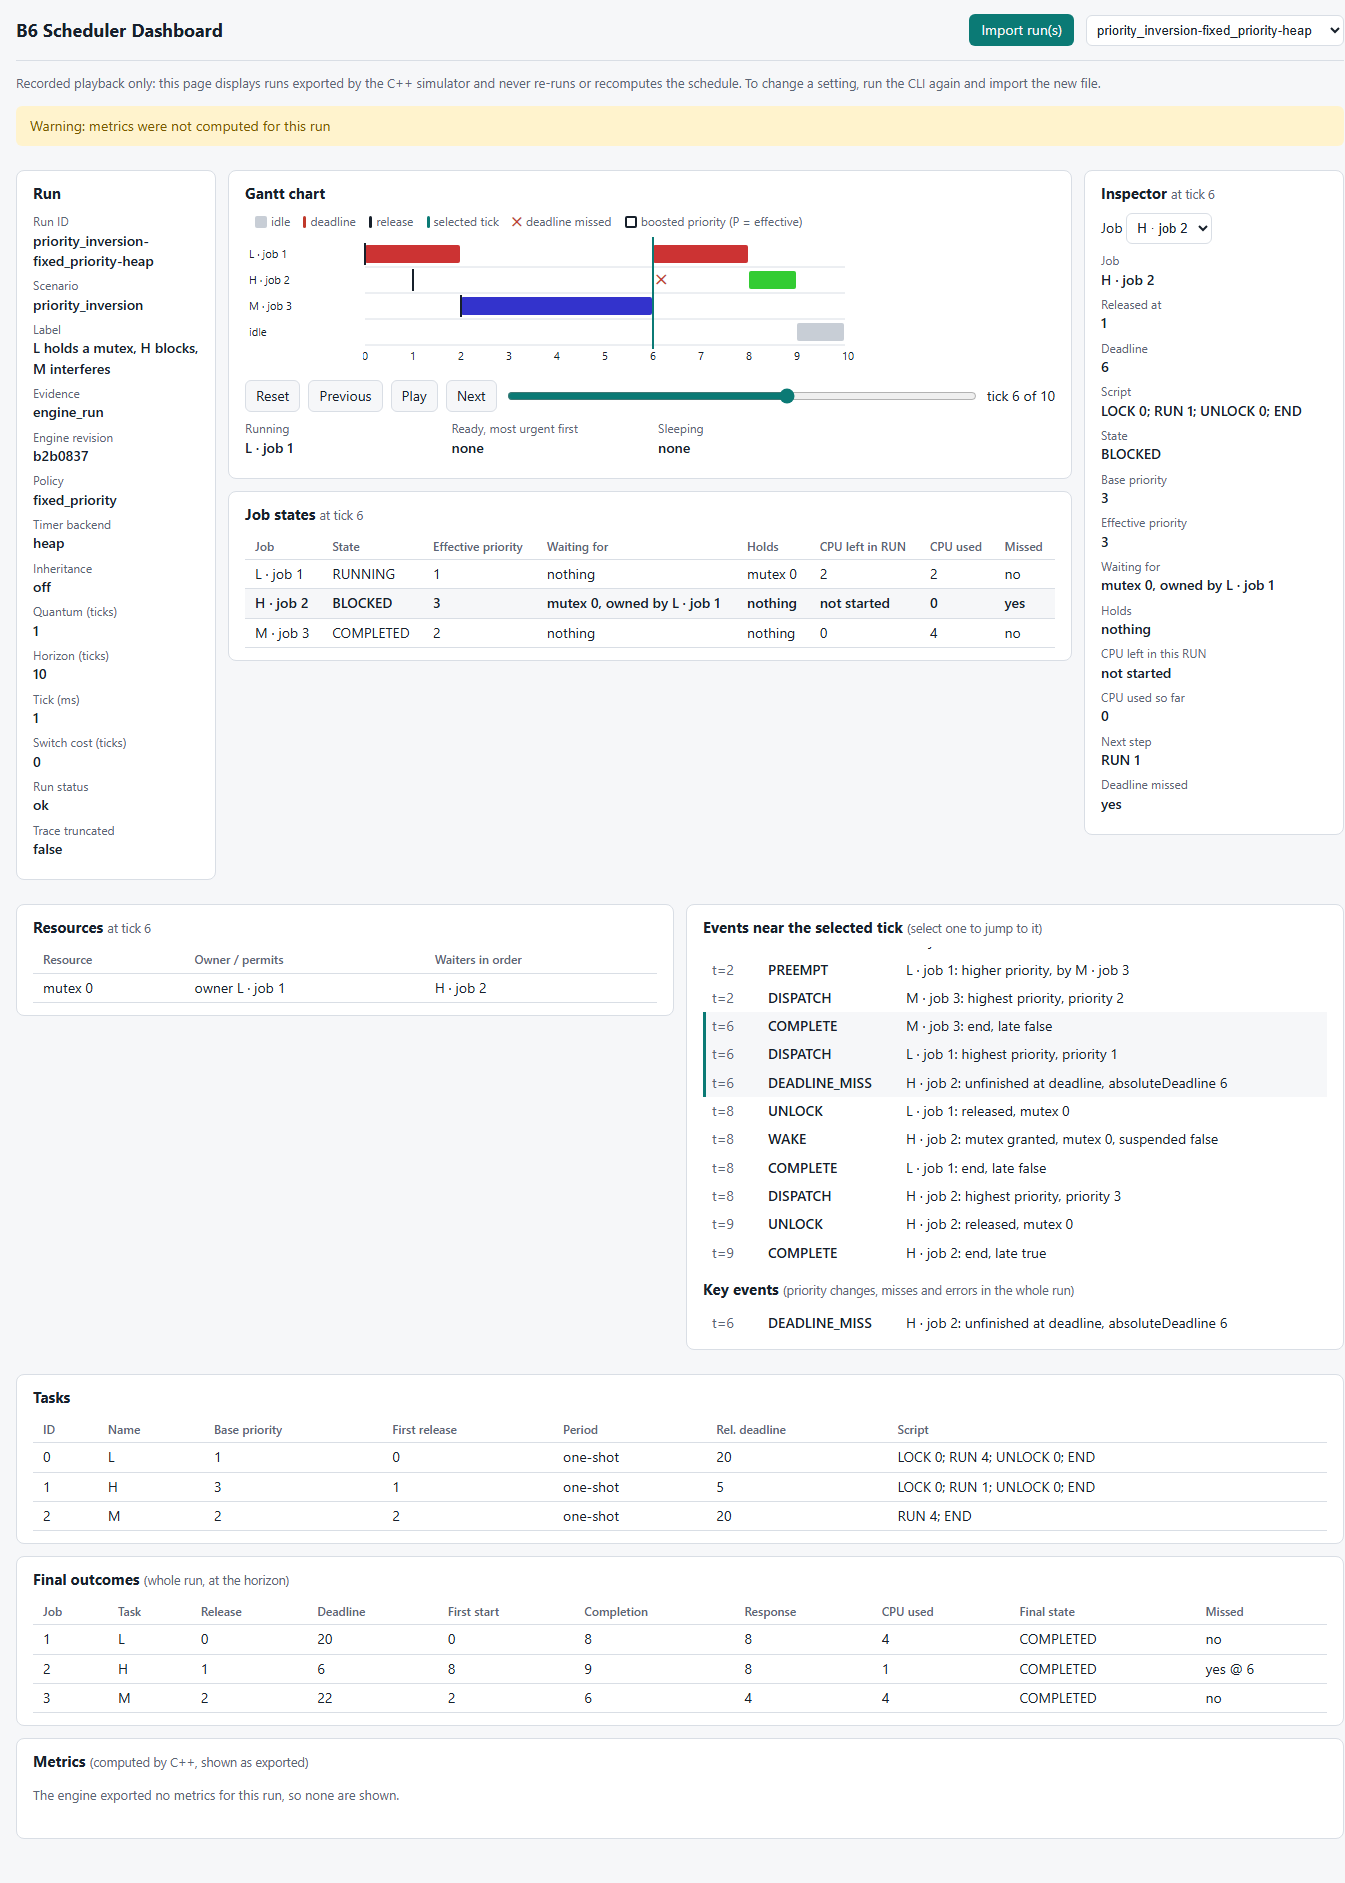 B6 Scheduler Dashboard
Import run(s)
priority_inversion-fixed_priority-heap
Recorded playback only: this page displays runs exported by the C++ simulator and never re-runs or recomputes the schedule. To change a setting, run the CLI again and import the new file.
Warning: metrics were not computed for this run
Run
Run ID
priority_inversion-
fixed_priority-heap
Scenario
priority_inversion
Label
L holds a mutex, H blocks,
M interferes
Evidence
engine_run
Engine revision
b2b0837
Policy
fixed_priority
Timer backend
heap
Inheritance
off
Quantum (ticks)
1
Horizon (ticks)
10
Tick (ms)
1
Switch cost (ticks)
0
Run status
ok
Trace truncated
false
Gantt chart
idle deadline release selected tick deadline missed boosted priority (P = effective)
L · job 1
H · job 2
M · job 3
idle
0 1 2 3 4 5 6 7 8 9 10
Reset Previous Play Next tick 6 of 10
Running Ready, most urgent first Sleeping
L · job 1 none none
Job states at tick 6
Job State Effective priority Waiting for Holds CPU left in RUN CPU used Missed
L · job 1 RUNNING 1 nothing mutex 0 2 2 no
H · job 2 BLOCKED 3 mutex 0, owned by L · job 1 nothing not started 0 yes
M · job 3 COMPLETED 2 nothing nothing 0 4 no
Inspector at tick 6
Job H · job 2
Job
H · job 2
Released at
1
Deadline
6
Script
LOCK 0; RUN 1; UNLOCK 0; END
State
BLOCKED
Base priority
3
Effective priority
3
Waiting for
mutex 0, owned by L · job 1
Holds
nothing
CPU left in this RUN
not started
CPU used so far
0
Next step
RUN 1
Deadline missed
yes
Resources at tick 6
Resource Owner / permits Waiters in order
mutex 0 owner L · job 1 H · job 2
Events near the selected tick (select one to jump to it)
t=2 PREEMPT L · job 1: higher priority, by M · job 3
t=2 DISPATCH M · job 3: highest priority, priority 2
t=6 COMPLETE M · job 3: end, late false
t=6 DISPATCH L · job 1: highest priority, priority 1
t=6 DEADLINE_MISS H · job 2: unfinished at deadline, absoluteDeadline 6
t=8 UNLOCK L · job 1: released, mutex 0
t=8 WAKE H · job 2: mutex granted, mutex 0, suspended false
t=8 COMPLETE L · job 1: end, late false
t=8 DISPATCH H · job 2: highest priority, priority 3
t=9 UNLOCK H · job 2: released, mutex 0
t=9 COMPLETE H · job 2: end, late true
Key events (priority changes, misses and errors in the whole run)
t=6 DEADLINE_MISS H · job 2: unfinished at deadline, absoluteDeadline 6
Tasks
ID Name Base priority First release Period Rel. deadline Script
0 L 1 0 one-shot 20 LOCK 0; RUN 4; UNLOCK 0; END
1 H 3 1 one-shot 5 LOCK 0; RUN 1; UNLOCK 0; END
2 M 2 2 one-shot 20 RUN 4; END
Final outcomes (whole run, at the horizon)
Job Task Release Deadline First start Completion Response CPU used Final state Missed
1 L 0 20 0 8 8 4 COMPLETED no
2 H 1 6 8 9 8 1 COMPLETED yes @ 6
3 M 2 22 2 6 4 4 COMPLETED no
Metrics (computed by C++, shown as exported)
The engine exported no metrics for this run, so none are shown.